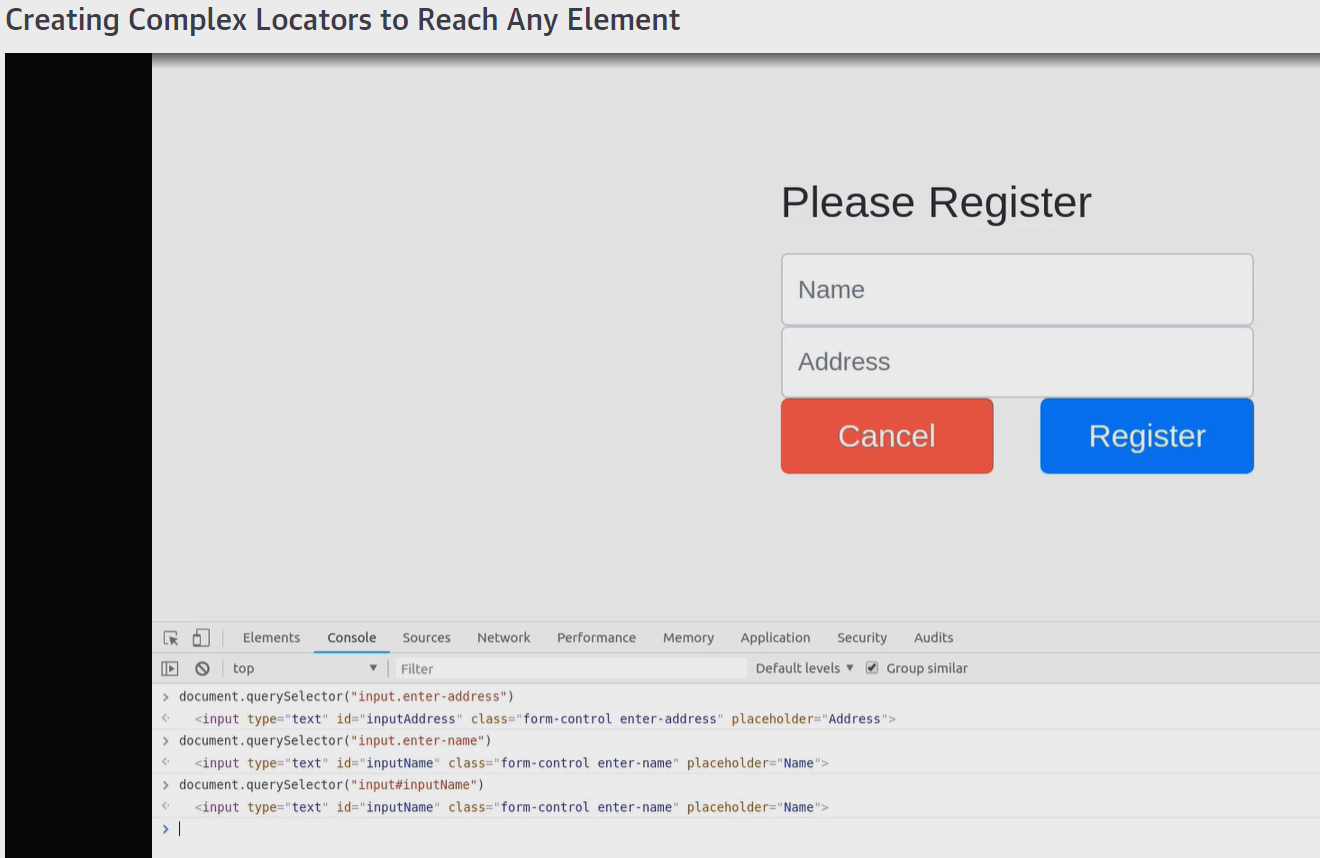 Creating Complex Locators to Reach Any Element
Please Register
Name
Address
Cancel Register
Elements Console Sources Network Performance Memory Application Security Audits
top ▼ Filter Default levels ▼ Group similar
> document.querySelector("input.enter-address")
<input type="text" id="inputAddress" class="form-control enter-address" placeholder="Address">
> document.querySelector("input.enter-name")
<input type="text" id="inputName" class="form-control enter-name" placeholder="Name">
> document.querySelector("input#inputName")
<input type="text" id="inputName" class="form-control enter-name" placeholder="Name">
>